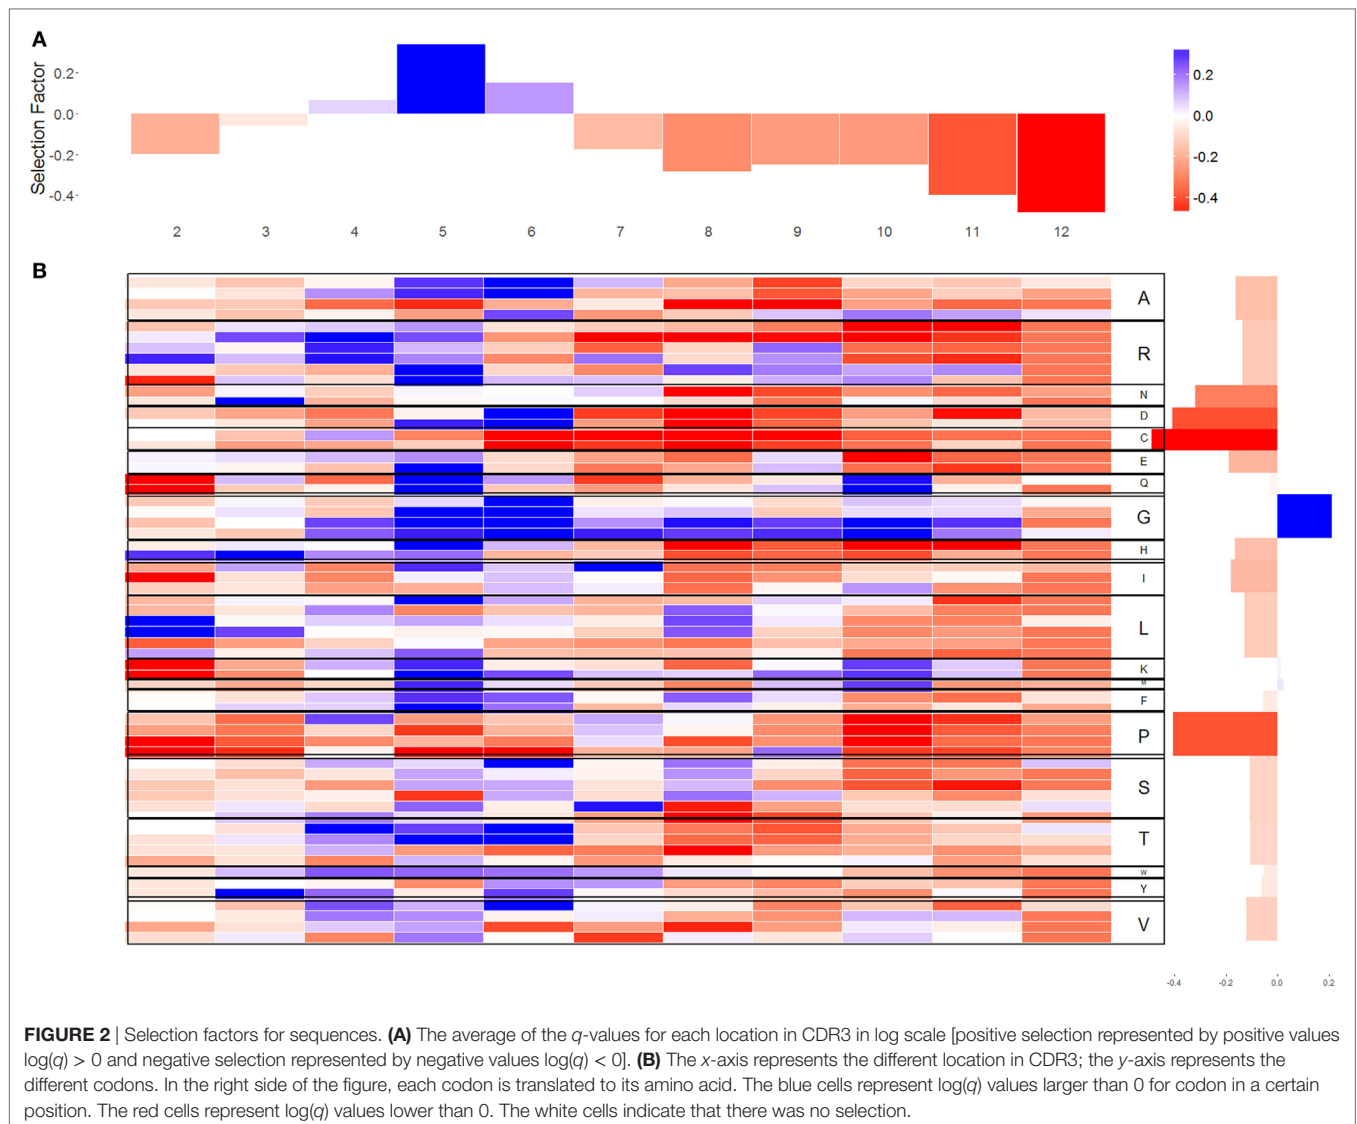 A
Selection Factor
0.2
0.0
-0.2
-0.4
2 3 4 5 6 7 8 9 10 11 12
0.2
0.0
-0.2
-0.4
B
A
R
N
D
C
E
Q
G
H
I
L
K
M
F
P
S
T
W
Y
V
-0.4 -0.2 0.0 0.2
FIGURE 2 | Selection factors for sequences. (A) The average of the q-values for each location in CDR3 in log scale [positive selection represented by positive values
log(q) > 0 and negative selection represented by negative values log(q) < 0]. (B) The x-axis represents the different location in CDR3; the y-axis represents the
different codons. In the right side of the figure, each codon is translated to its amino acid. The blue cells represent log(q) values larger than 0 for codon in a certain
position. The red cells represent log(q) values lower than 0. The white cells indicate that there was no selection.